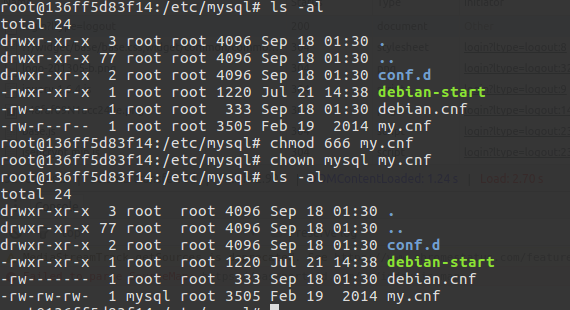 root@136ff5d83f14:/etc/mysql# ls -al
total 24
drwxr-xr-x  3 root root 4096 Sep 18 01:30 .
drwxr-xr-x 77 root root 4096 Sep 18 01:30 ..
drwxr-xr-x  2 root root 4096 Sep 18 01:30 conf.d
-rwxr-xr-x  1 root root 1220 Jul 21 14:38 debian-start
-rw-------  1 root root  333 Sep 18 01:30 debian.cnf
-rw-r--r--  1 root root 3505 Feb 19  2014 my.cnf
root@136ff5d83f14:/etc/mysql# chmod 666 my.cnf
root@136ff5d83f14:/etc/mysql# chown mysql my.cnf
root@136ff5d83f14:/etc/mysql# ls -al
total 24
drwxr-xr-x  3 root  root 4096 Sep 18 01:30 .
drwxr-xr-x 77 root  root 4096 Sep 18 01:30 ..
drwxr-xr-x  2 root  root 4096 Sep 18 01:30 conf.d
-rwxr-xr-x  1 root  root 1220 Jul 21 14:38 debian-start
-rw-------  1 root  root  333 Sep 18 01:30 debian.cnf
-rw-rw-rw-  1 mysql root 3505 Feb 19  2014 my.cnf
root@136ff5d83f14:/etc/mysql#